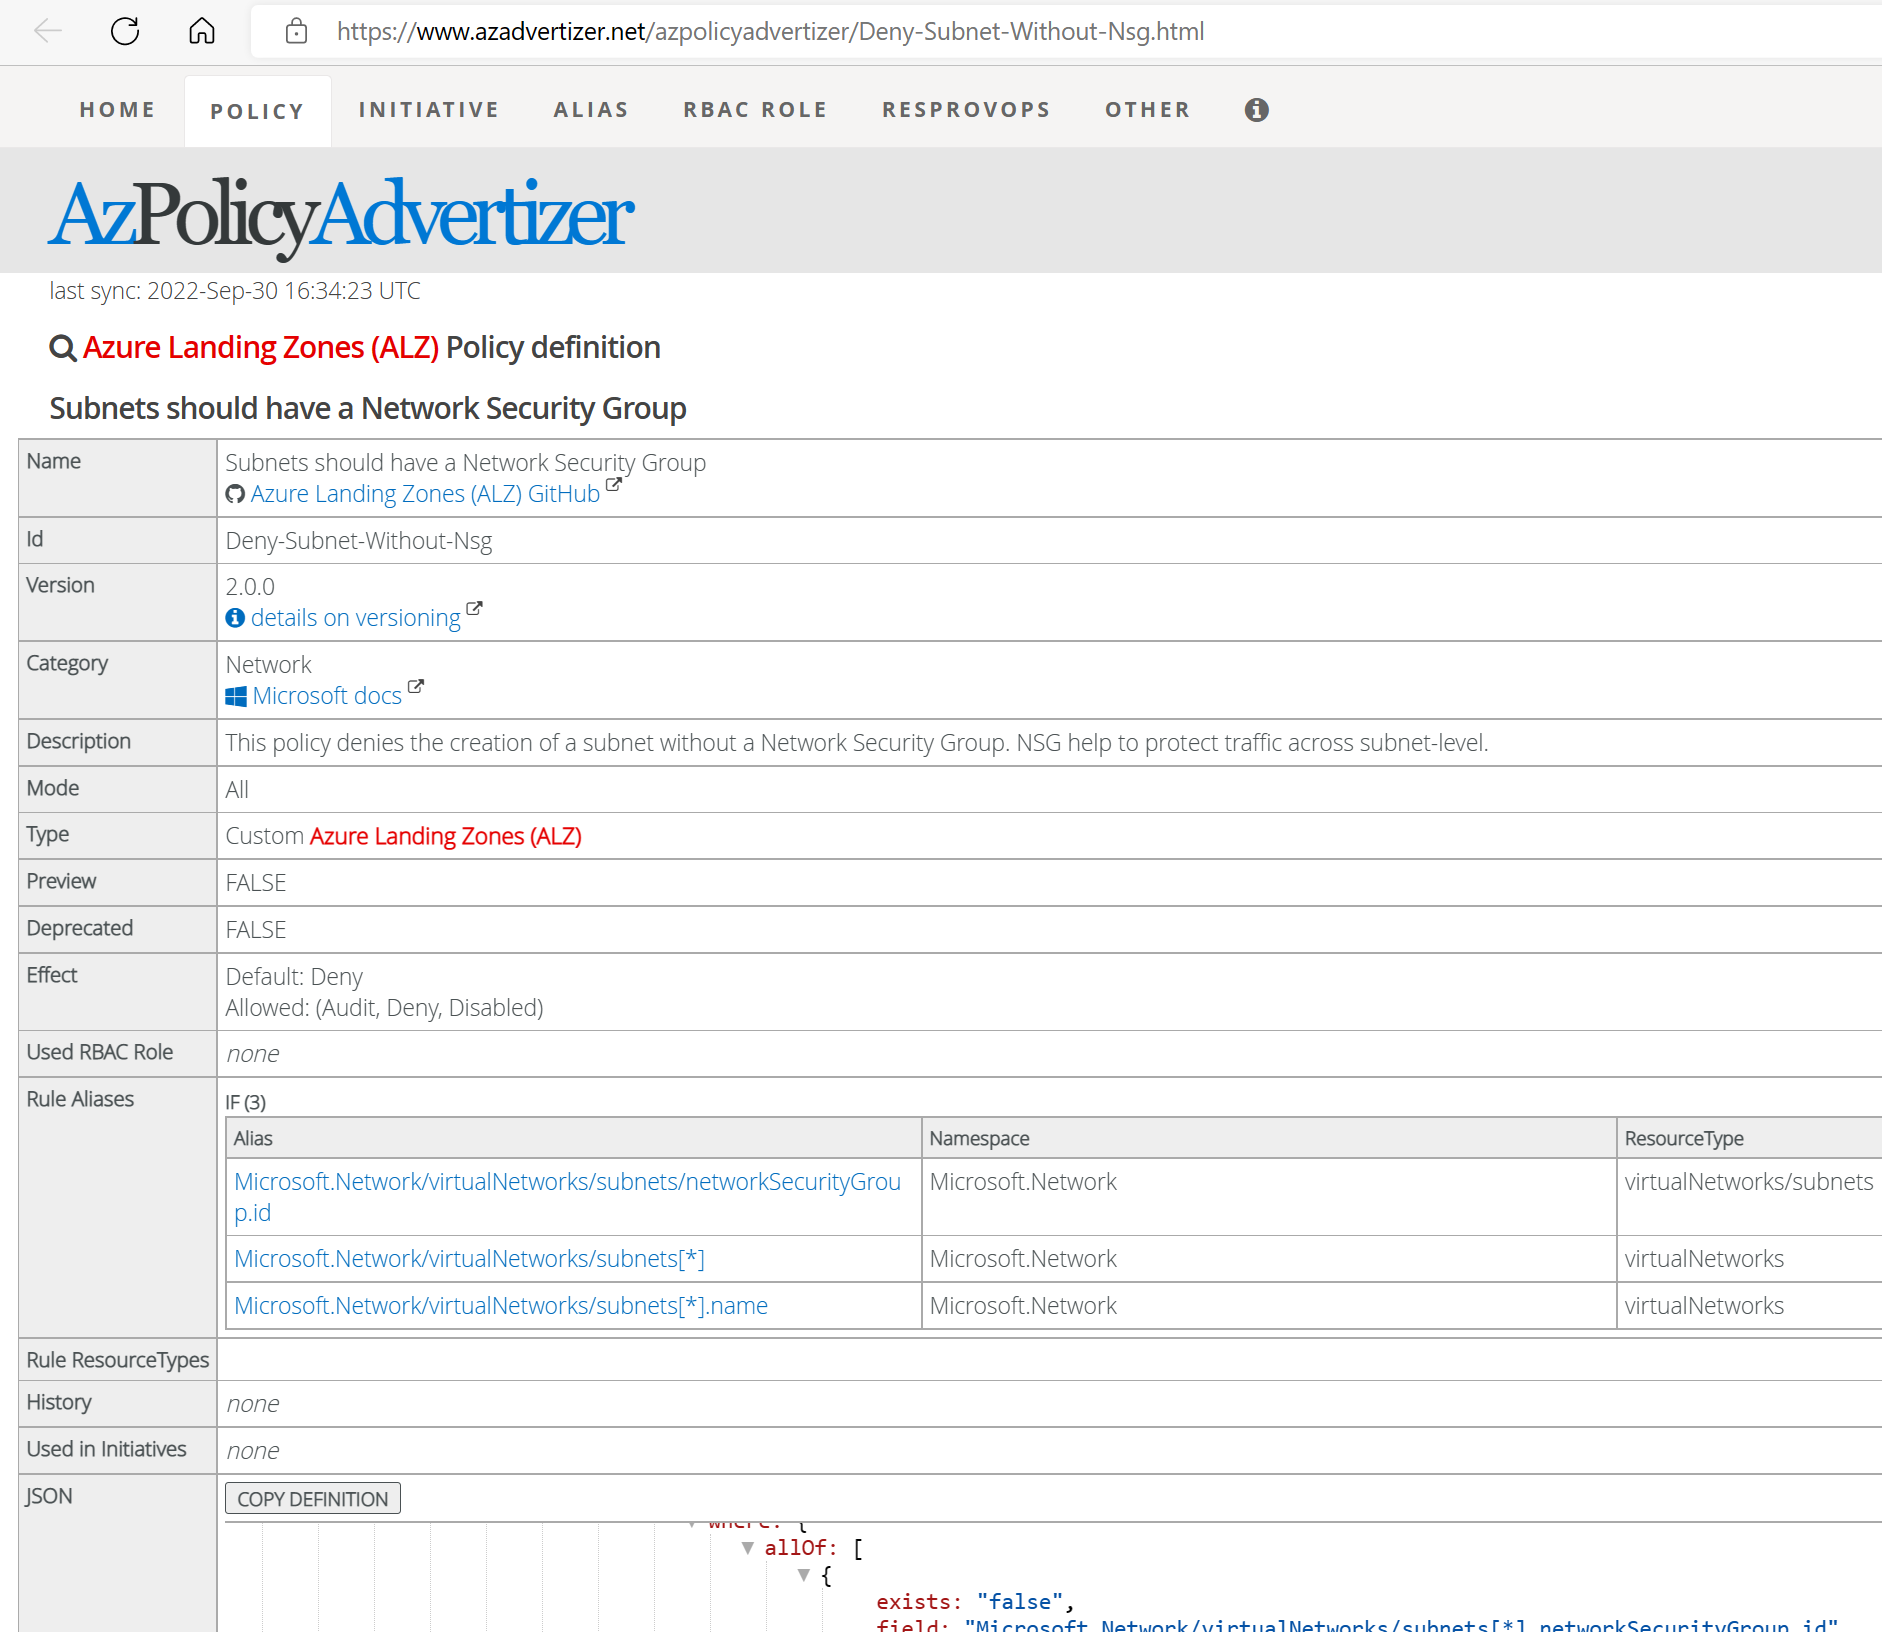 https://www.azadvertizer.net/azpolicyadvertizer/Deny-Subnet-Without-Nsg.html
HOME POLICY INITIATIVE ALIAS RBAC ROLE RESPROVOPS OTHER
AzPolicyAdvertizer
last sync: 2022-Sep-30 16:34:23 UTC
Azure Landing Zones (ALZ) Policy definition
Subnets should have a Network Security Group
Name Subnets should have a Network Security Group
Azure Landing Zones (ALZ) GitHub
Id Deny-Subnet-Without-Nsg
Version 2.0.0
details on versioning
Category Network
Microsoft docs
Description This policy denies the creation of a subnet without a Network Security Group. NSG help to protect traffic across subnet-level.
Mode All
Type Custom Azure Landing Zones (ALZ)
Preview FALSE
Deprecated FALSE
Effect Default: Deny
Allowed: (Audit, Deny, Disabled)
Used RBAC Role none
Rule Aliases IF (3)
Alias Namespace ResourceType
Microsoft.Network/virtualNetworks/subnets/networkSecurityGrou Microsoft.Network virtualNetworks/subnets
p.id
Microsoft.Network/virtualNetworks/subnets[*] Microsoft.Network virtualNetworks
Microsoft.Network/virtualNetworks/subnets[*].name Microsoft.Network virtualNetworks
Rule ResourceTypes
History none
Used in Initiatives none
JSON COPY DEFINITION
where: {
allOf: [
{
exists: "false",
field: "Microsoft.Network/virtualNetworks/subnets[*].networkSecurityGroup.id"